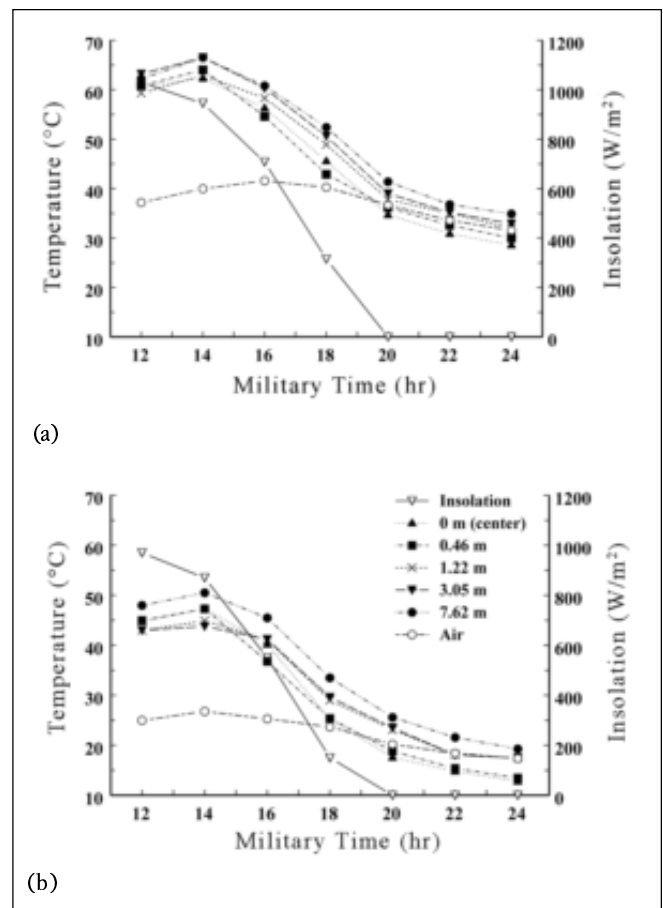 70
60
50
40
30
20
10
Temperature (°C)
1200
1000
800
600
400
200
0
Insolation (W/m²)
12 14 16 18 20 22 24
Military Time (hr)
(a)
70
60
50
40
30
20
10
Temperature (°C)
Insolation
0 m (center)
0.46 m
1.22 m
3.05 m
7.62 m
Air
1200
1000
800
600
400
200
0
Insolation (W/m²)
12 14 16 18 20 22 24
Military Time (hr)
(b)